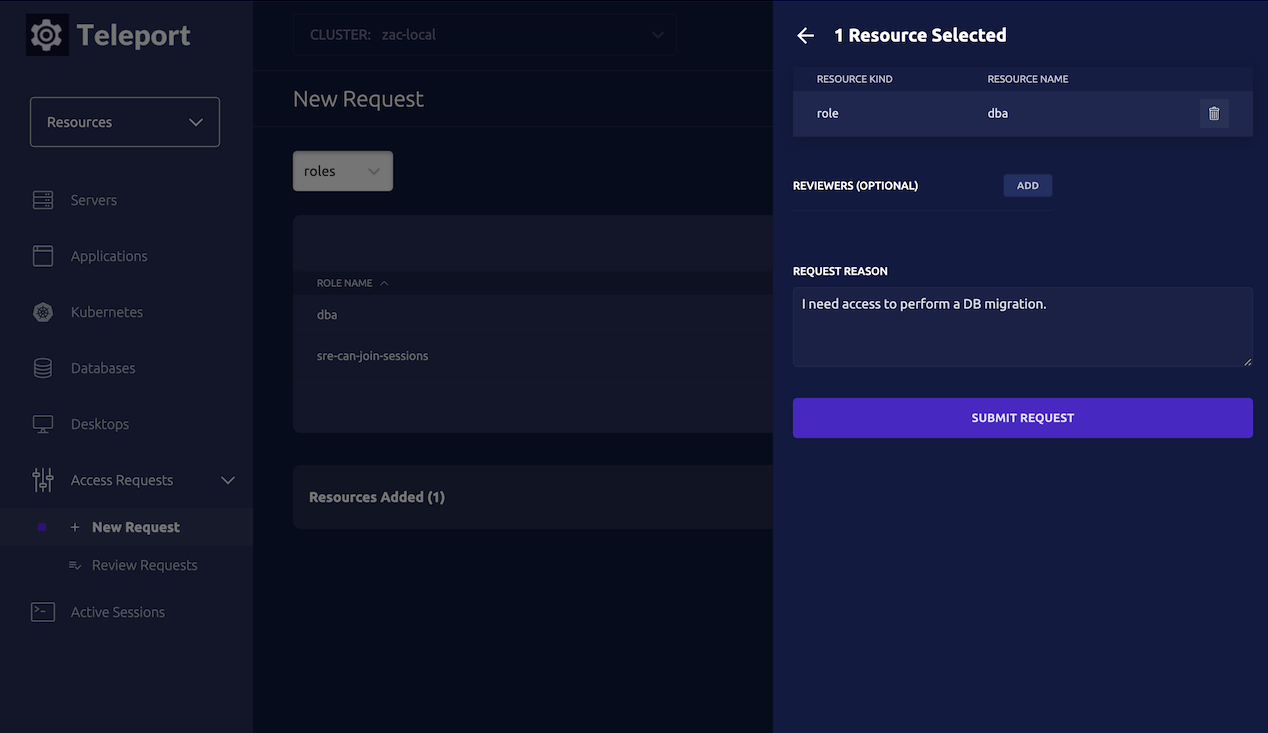 Teleport
Resources
Servers
Applications
Kubernetes
Databases
Desktops
Access Requests
+ New Request
Review Requests
Active Sessions
CLUSTER: zac-local
New Request
roles
ROLE NAME
dba
sre-can-join-sessions
Resources Added (1)
1 Resource Selected
RESOURCE KIND RESOURCE NAME
role dba
REVIEWERS (OPTIONAL) ADD
REQUEST REASON
I need access to perform a DB migration.
SUBMIT REQUEST